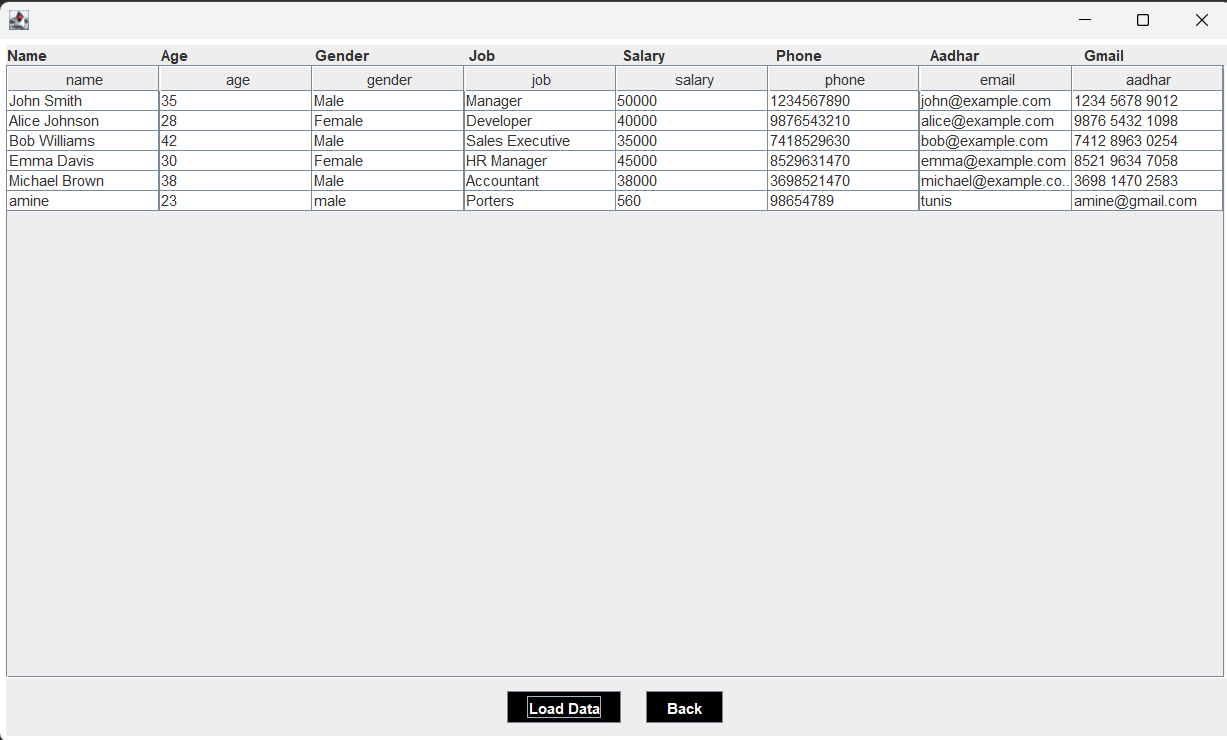 Name Age Gender Job Salary Phone Aadhar Gmail
name age gender job salary phone email aadhar
John Smith 35 Male Manager 50000 1234567890 john@example.com 1234 5678 9012
Alice Johnson 28 Female Developer 40000 9876543210 alice@example.com 9876 5432 1098
Bob Williams 42 Male Sales Executive 35000 7418529630 bob@example.com 7412 8963 0254
Emma Davis 30 Female HR Manager 45000 8529631470 emma@example.com 8521 9634 7058
Michael Brown 38 Male Accountant 38000 3698521470 michael@example.co... 3698 1470 2583
amine 23 male Porters 560 98654789 tunis amine@gmail.com
Load Data Back